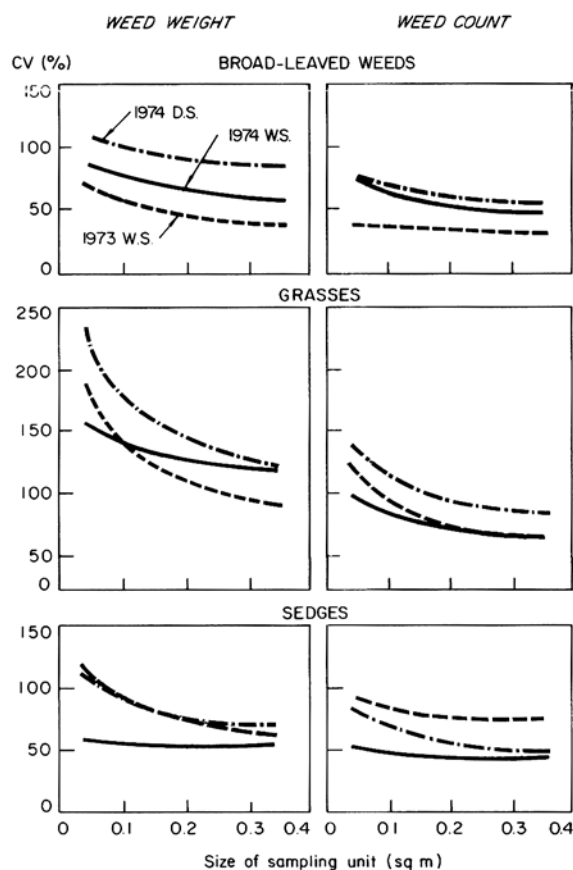 WEED WEIGHT WEED COUNT
CV (%) BROAD-LEAVED WEEDS
150
1974 D.S.
1974 W.S.
100
50
1973 W.S.
0
GRASSES
250
200
150
100
50
0
SEDGES
150
100
50
0
0 0.1 0.2 0.3 0.4 0 0.1 0.2 0.3 0.4
Size of sampling unit (sq m)